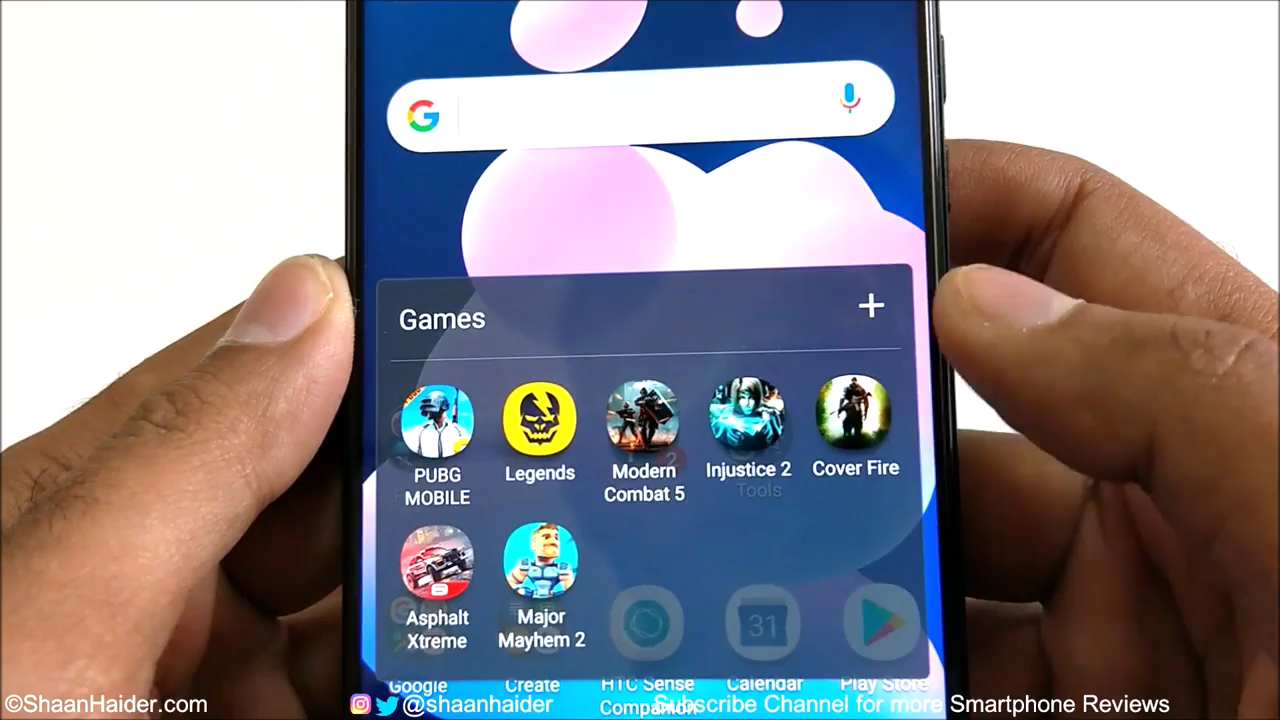 G
Games
+
PUBG
MOBILE
Legends
Modern
Combat 5
Injustice 2
Cover Fire
2
Tools
Asphalt
Xtreme
Major
Mayhem 2
31
Google
Create
HTC Sense
Companion
Calendar
Play Store
©ShaanHaider.com
@shaanhaider
Subscribe Channel for more Smartphone Reviews